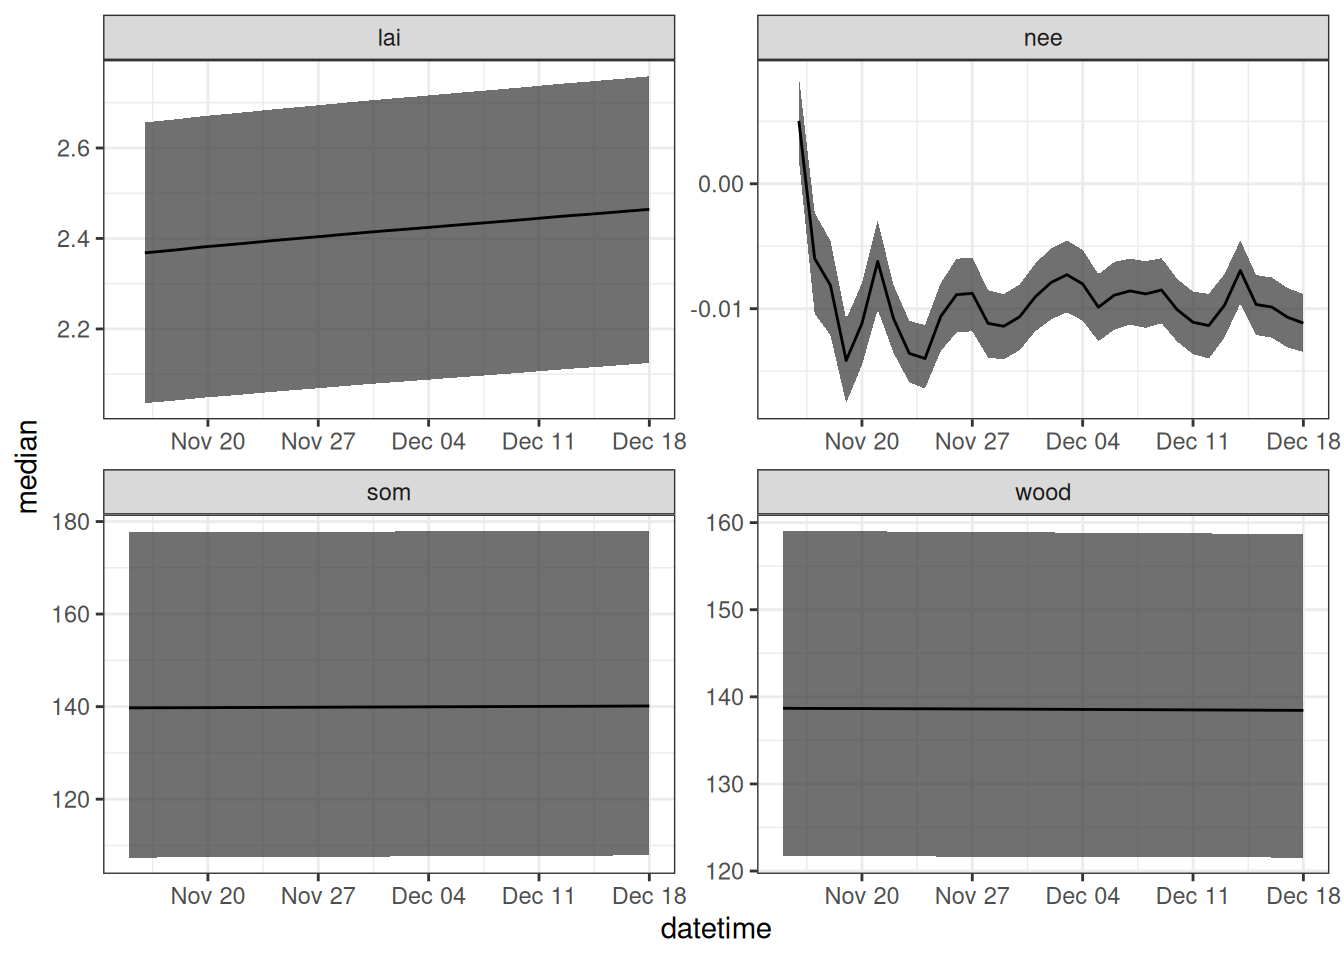 lai
nee
2.6
2.4
2.2
0.00
-0.01
Nov 20 Nov 27 Dec 04 Dec 11 Dec 18
Nov 20 Nov 27 Dec 04 Dec 11 Dec 18
median
som
wood
180
160
140
120
160
150
140
130
120
Nov 20 Nov 27 Dec 04 Dec 11 Dec 18
Nov 20 Nov 27 Dec 04 Dec 11 Dec 18
datetime